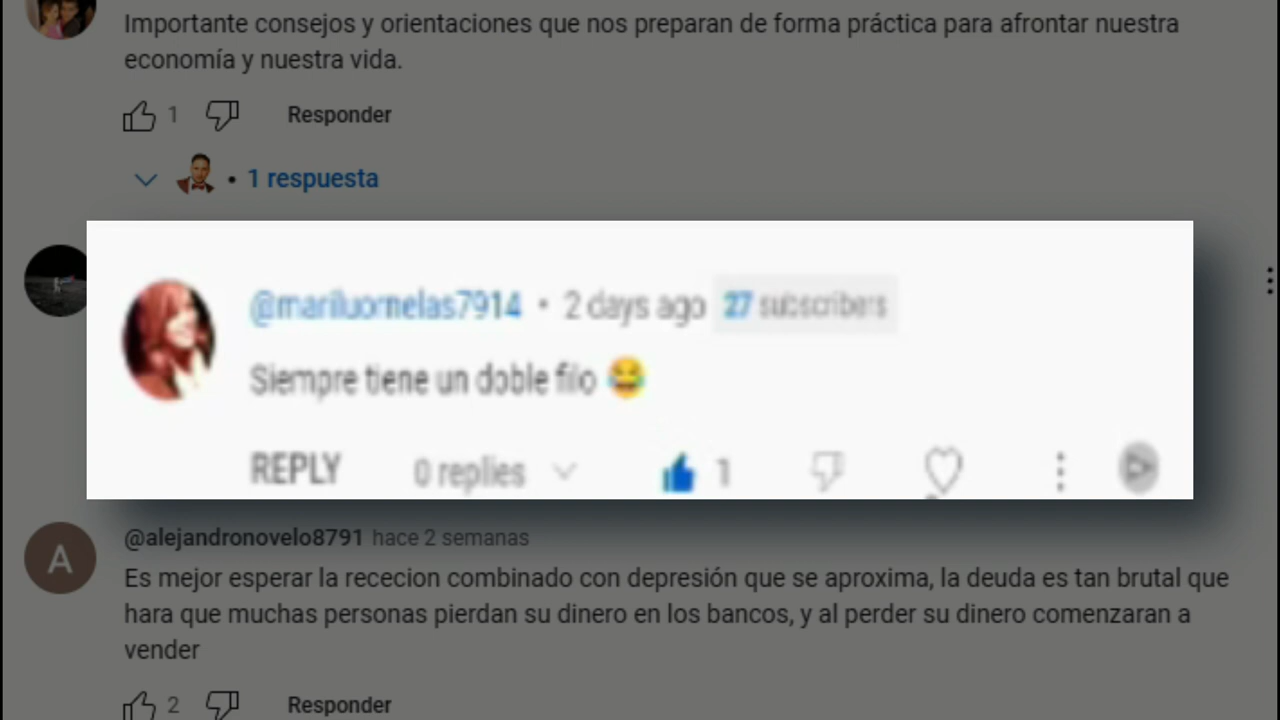 Importante consejos y orientaciones que nos preparan de forma práctica para afrontar nuestra
economía y nuestra vida.
1 Responder
• 1 respuesta
@mariluornelas7914 • 2 days ago 27 subscribers
Siempre tiene un doble filo 😂
REPLY 0 replies 1
@alejandronovelo8791 hace 2 semanas
A
Es mejor esperar la rececion combinado con depresión que se aproxima, la deuda es tan brutal que
hara que muchas personas pierdan su dinero en los bancos, y al perder su dinero comenzaran a
vender
2 Responder